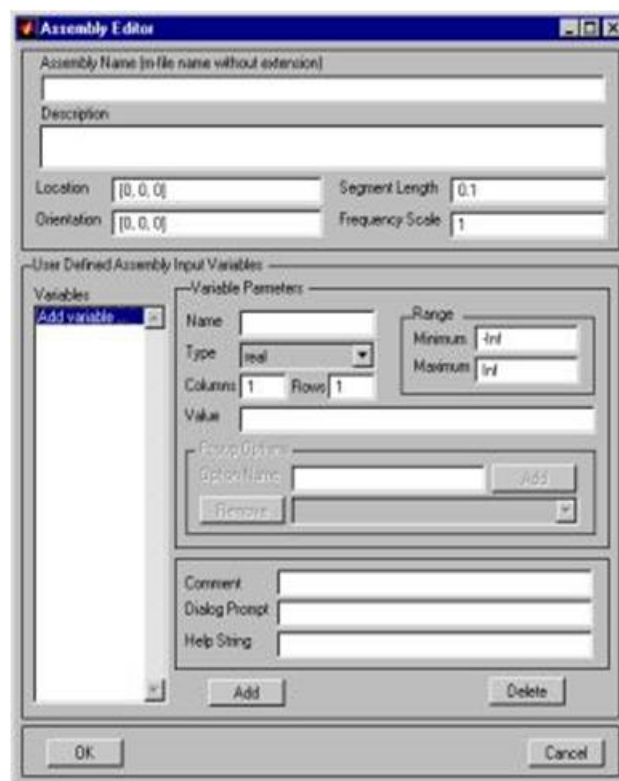 Assembly Editor
Assembly Name (m-file name without extension)
Description
Location [0, 0, 0] Segment Length 0.1
Orientation [0, 0, 0] Frequency Scale 1
User Defined Assembly Input Variables
Variables
Add variable ...
Variable Parmeters
Name
Type real
Columns 1 Rows 1
Range
Minimum -Inf
Maximum Inf
Value
Popup Options
Option Name Add
Remove
Comment
Dialog Prompt
Help String
Add Delete
OK Cancel